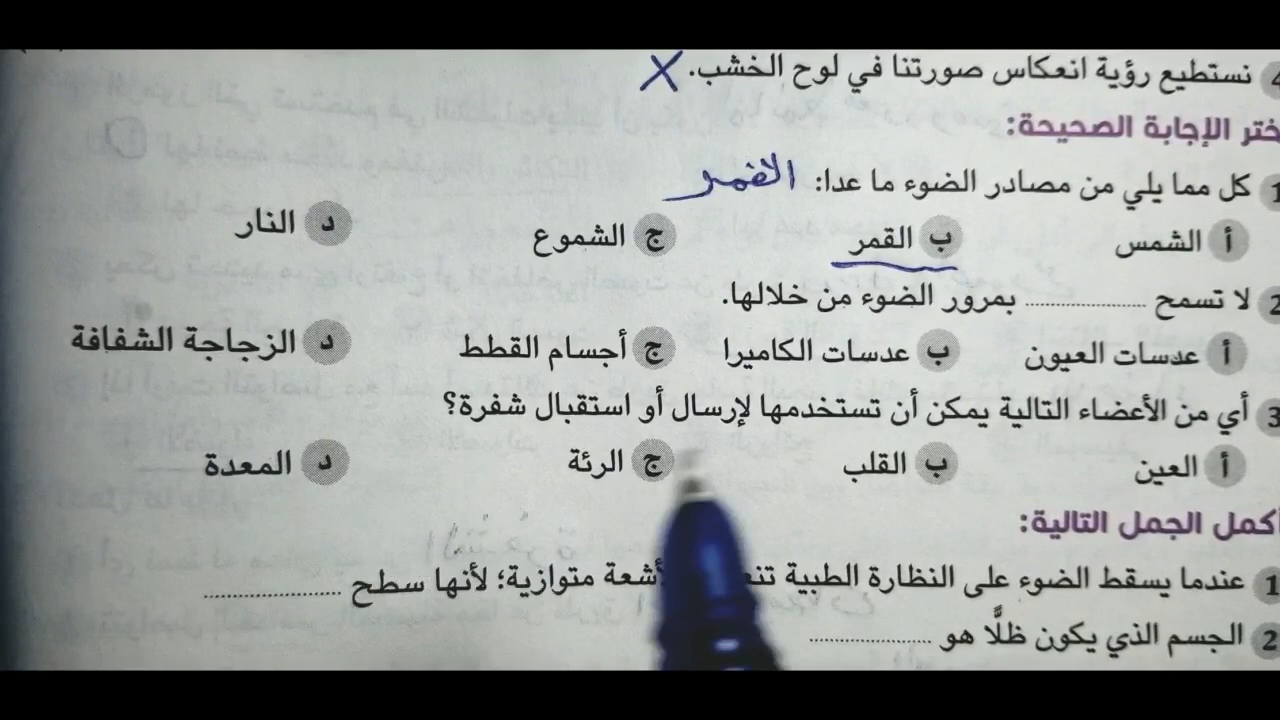 4 نستطيع رؤية انعكاس صورتنا في لوح الخشب. X
ختر الإجابة الصحيحة:
1 كل مما يلي من مصادر الضوء ما عدا: القمر
أ الشمس ب القمر ج الشموع د النار
2 لا تسمح .................... بمرور الضوء من خلالها.
أ عدسات العيون ب عدسات الكاميرا ج أجسام القطط د الزجاجة الشفافة
3 أي من الأعضاء التالية يمكن أن تستخدمها لإرسال أو استقبال شفرة؟
أ العين ب القلب ج الرئة د المعدة
أكمل الجمل التالية:
1 عندما يسقط الضوء على النظارة الطبية أشعة متوازية؛ لأنها سطح ....................
2 الجسم الذي يكون ظلًّا هو ....................